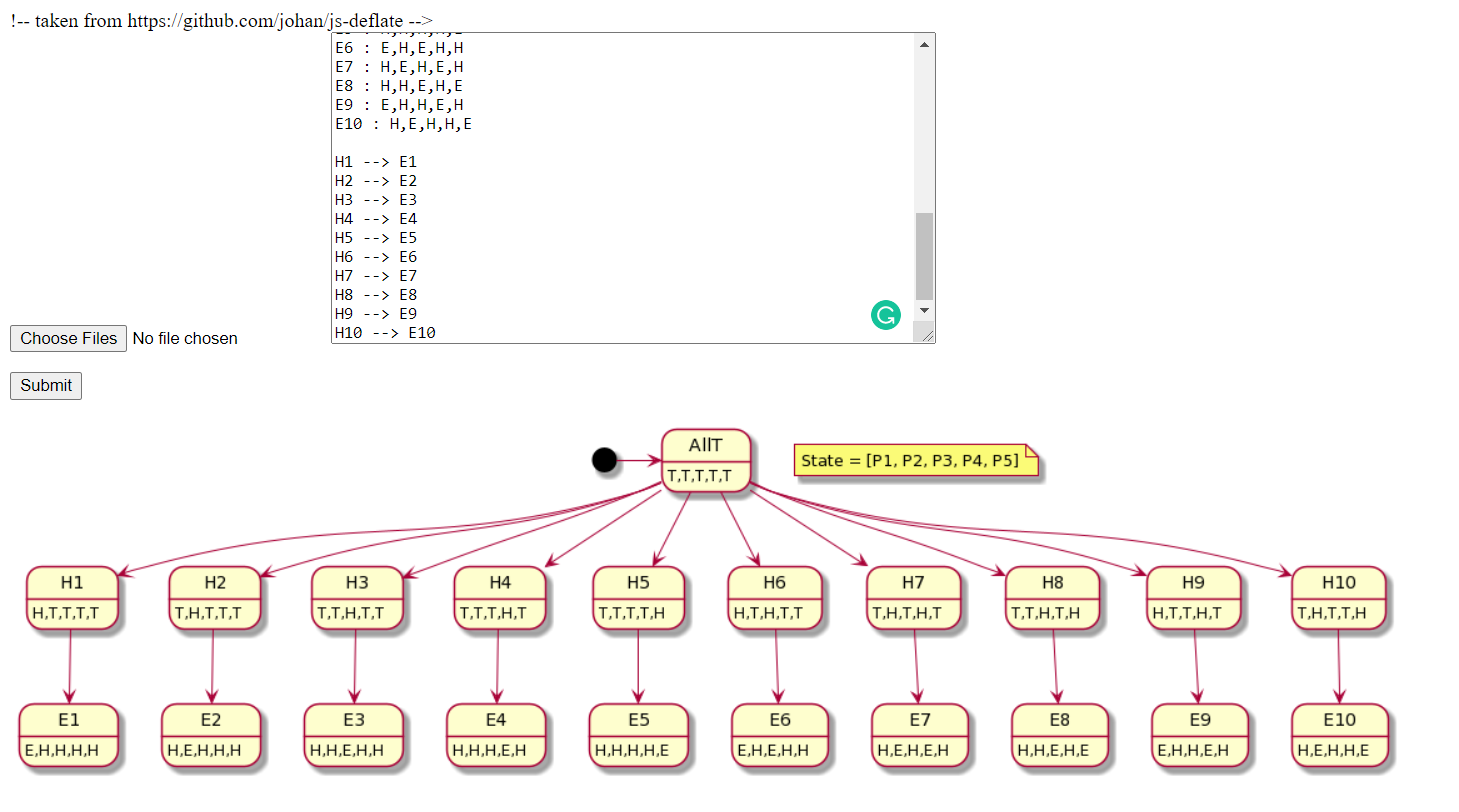 !-- taken from https://github.com/johan/js-deflate -->
E6 : E,H,E,H,H
E7 : H,E,H,E,H
E8 : H,H,E,H,E
E9 : E,H,H,E,H
E10 : H,E,H,H,E
H1 --> E1
H2 --> E2
H3 --> E3
H4 --> E4
H5 --> E5
H6 --> E6
H7 --> E7
H8 --> E8
H9 --> E9
H10 --> E10
Choose Files No file chosen
Submit
AllT
T,T,T,T,T
State = [P1, P2, P3, P4, P5]
H1 H2 H3 H4 H5 H6 H7 H8 H9 H10
H,T,T,T,T T,H,T,T,T T,T,H,T,T T,T,T,H,T T,T,T,T,H H,T,H,T,T T,H,T,H,T T,T,H,T,H H,T,T,H,T T,H,T,T,H
E1 E2 E3 E4 E5 E6 E7 E8 E9 E10
E,H,H,H,H H,E,H,H,H H,H,E,H,H H,H,H,E,H H,H,H,H,E E,H,E,H,H H,E,H,E,H H,H,E,H,E E,H,H,E,H H,E,H,H,E